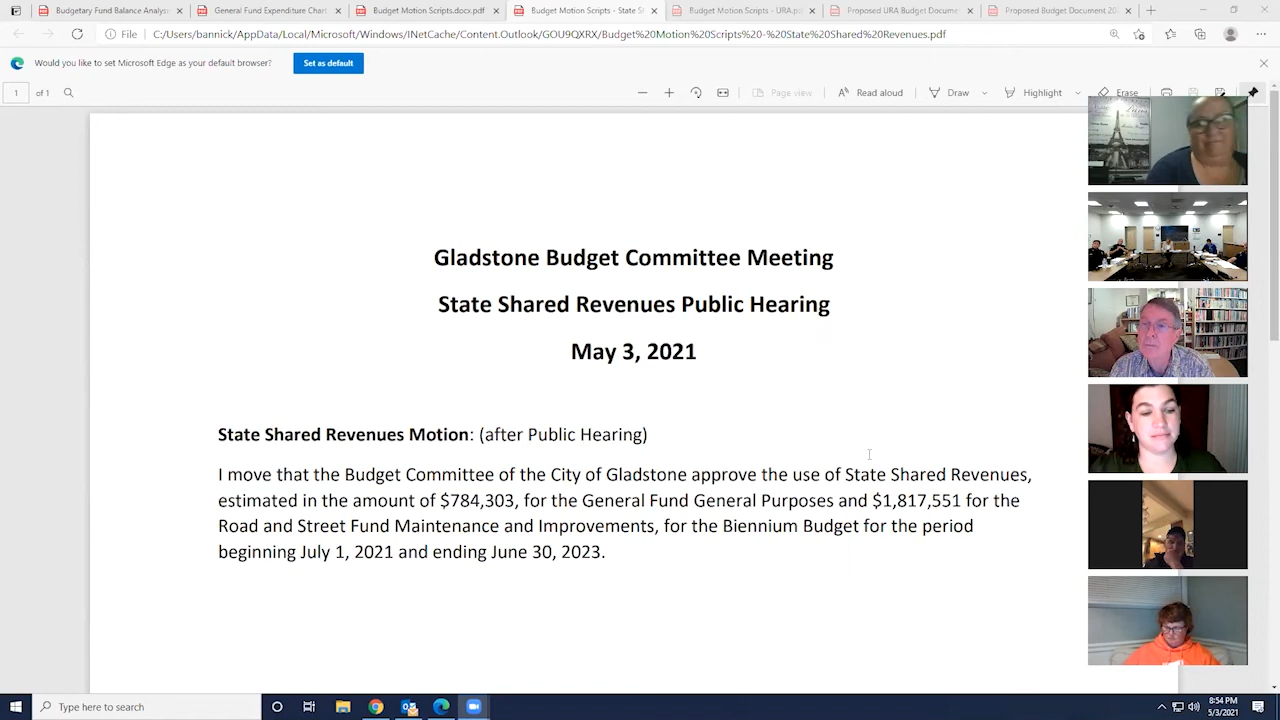 Budgetary Fund Balance Analysis
General Fund Expenditure Chart
Budget Motion Scripts.docx.pdf
Budget Motion Scripts - State S
Budget Motion Scripts - URA.pd
Proposed URA Budget Docume
Proposed Budget Document 202
File
C:/Users/bannick/AppData/Local/Microsoft/Windows/INetCache/Content.Outlook/GOU9QXRX/Budget%20Motion%20Scripts%20-%20State%20Shared%20Revenues.pdf
Would you like to set Microsoft Edge as your default browser?
Set as default
1 of 1
Page view
Read aloud
Draw
Highlight
Erase
Gladstone Budget Committee Meeting
State Shared Revenues Public Hearing
May 3, 2021
State Shared Revenues Motion: (after Public Hearing)
I move that the Budget Committee of the City of Gladstone approve the use of State Shared Revenues,
estimated in the amount of $784,303, for the General Fund General Purposes and $1,817,551 for the
Road and Street Fund Maintenance and Improvements, for the Biennium Budget for the period
beginning July 1, 2021 and ending June 30, 2023.
Type here to search
8:54 PM
5/3/2021